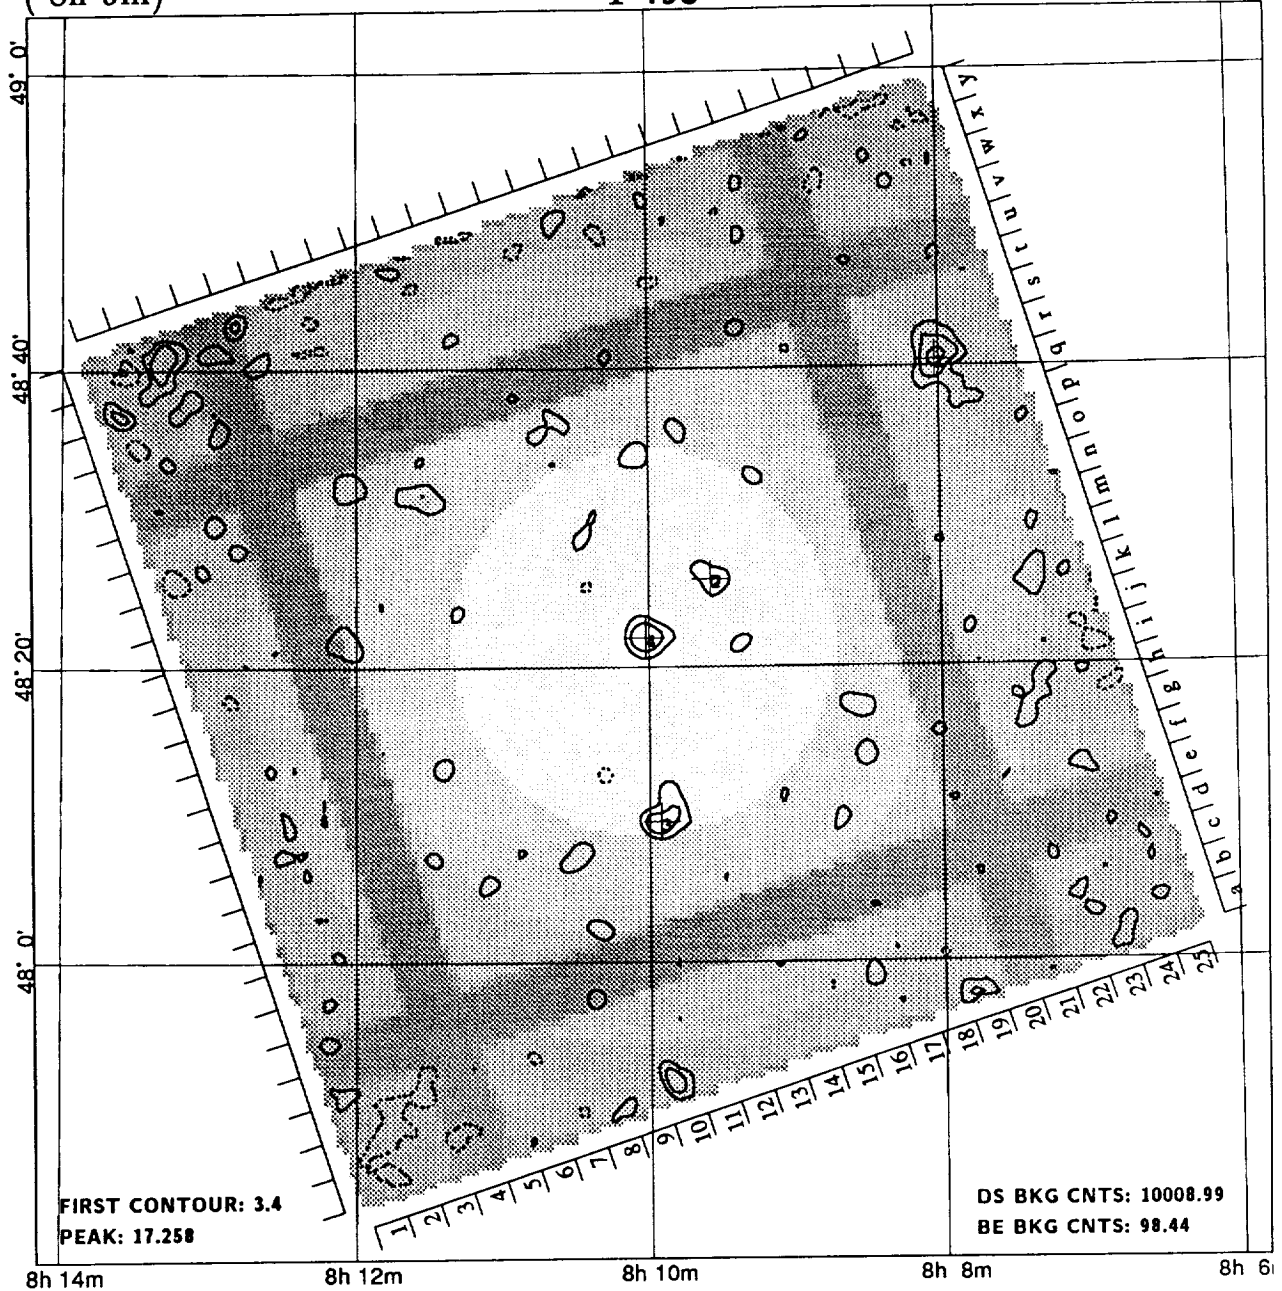 49° 0'
48° 40'
48° 20'
48° 0'
y
x
w
v
u
t
s
r
q
p
o
n
m
l
k
j
i
h
g
f
e
d
c
b
a
2
3
1 2 3 4 5 6 7 8 9 10 11 12 13 14 15 16 17 18 19 20 21 22 23 24 25
FIRST CONTOUR: 3.4
PEAK: 17.258
DS BKG CNTS: 10008.99
BE BKG CNTS: 98.44
8h 14m 8h 12m 8h 10m 8h 8m 8h